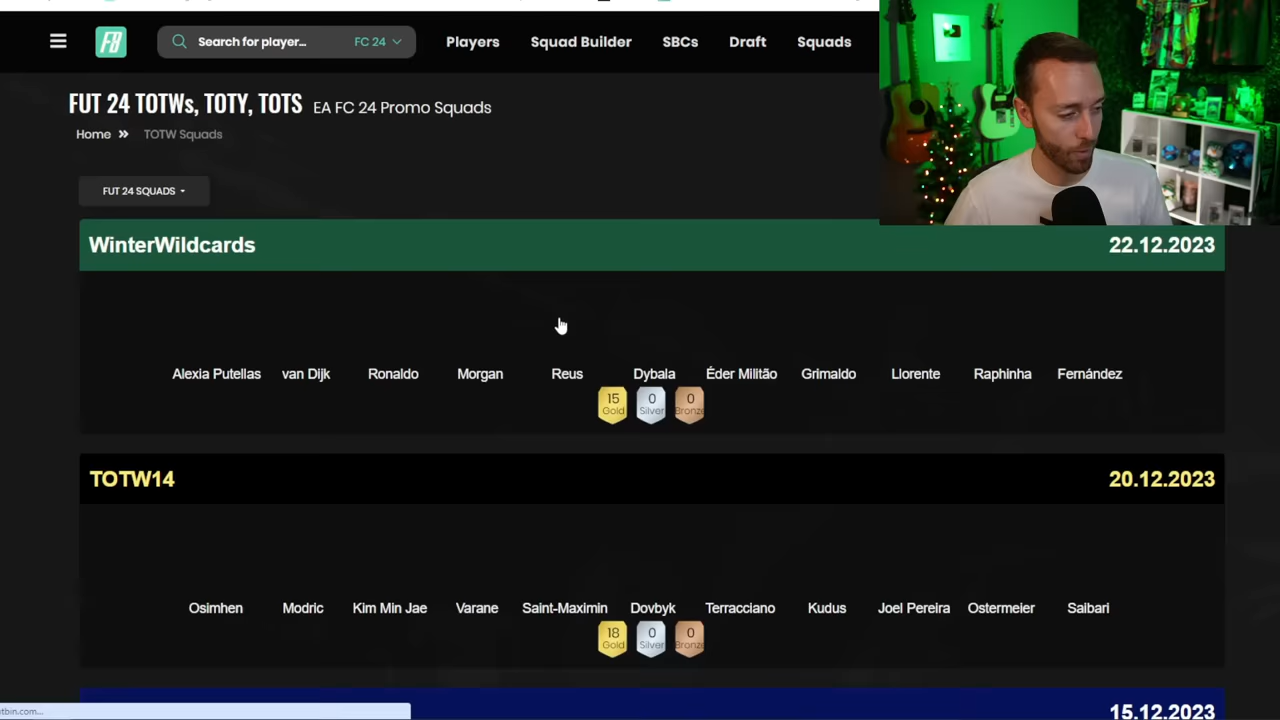 FB
Search for player...
FC 24
Players
Squad Builder
SBCs
Draft
Squads
FUT 24 TOTWs, TOTY, TOTS EA FC 24 Promo Squads
Home » TOTW Squads
FUT 24 SQUADS
WinterWildcards 22.12.2023
Alexia Putellas van Dijk Ronaldo Morgan Reus Dybala Éder Militão Grimaldo Llorente Raphinha Fernández
15 0 0
Gold Silver Bronze
TOTW14 20.12.2023
Osimhen Modric Kim Min Jae Varane Saint-Maximin Dovbyk Terracciano Kudus Joel Pereira Ostermeier Saibari
18 0 0
Gold Silver Bronze
15.12.2023
tbin.com...